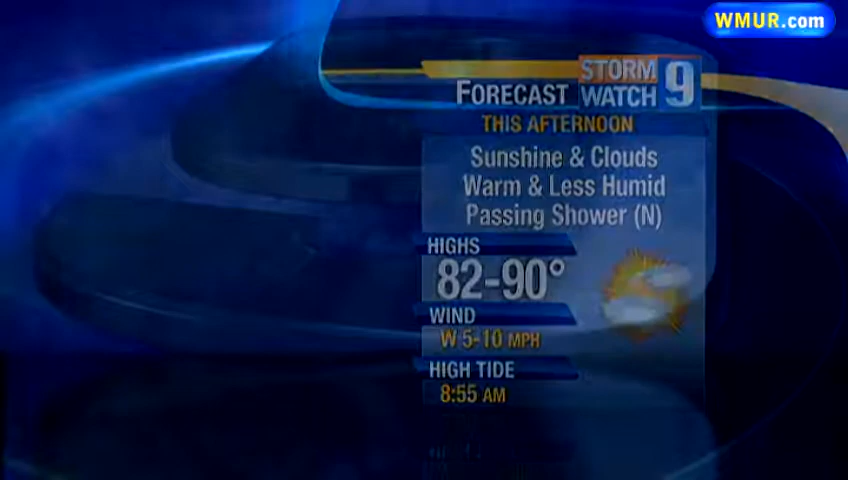 WMUR.com
STORM
FORECAST WATCH 9
THIS AFTERNOON
Sunshine & Clouds
Warm & Less Humid
Passing Shower (N)
HIGHS
82-90°
WIND
W 5-10 MPH
HIGH TIDE
8:55 AM